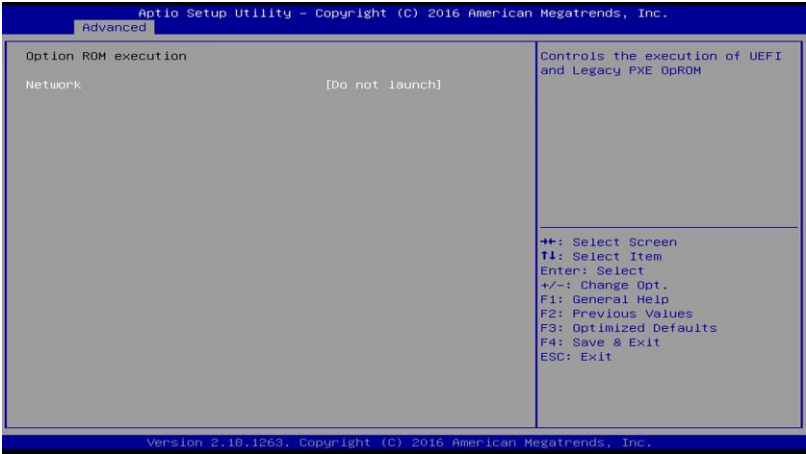 Aptio Setup Utility – Copyright (C) 2016 American Megatrends, Inc.
Advanced
Option ROM execution
Network [Do not launch]
Controls the execution of UEFI
and Legacy PXE OpROM
→←: Select Screen
↑↓: Select Item
Enter: Select
+/-: Change Opt.
F1: General Help
F2: Previous Values
F3: Optimized Defaults
F4: Save & Exit
ESC: Exit
Version 2.18.1263. Copyright (C) 2016 American Megatrends, Inc.